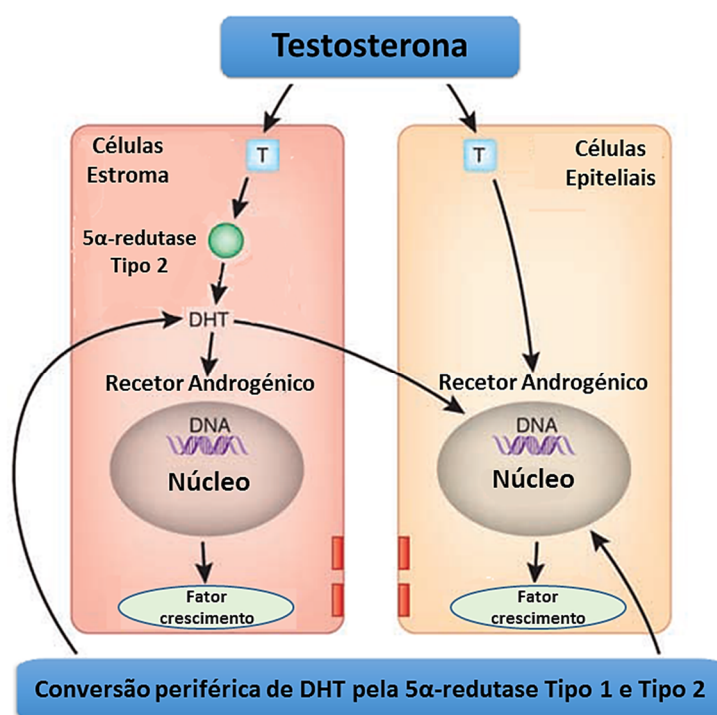 Testosterona
Células
Estroma
T
5α-redutase
Tipo 2
DHT
Recetor Androgénico
DNA
Núcleo
Fator
crescimento
T
Células
Epiteliais
Recetor Androgénico
DNA
Núcleo
Fator
crescimento
Conversão periférica de DHT pela 5α-redutase Tipo 1 e Tipo 2